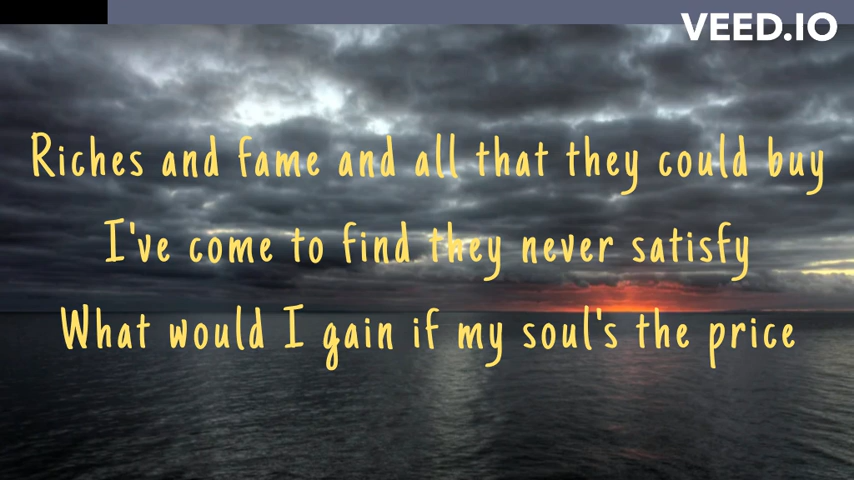 VEED.IO
Riches and fame and all that they could buy
I've come to find they never satisfy
What would I gain if my soul's the price